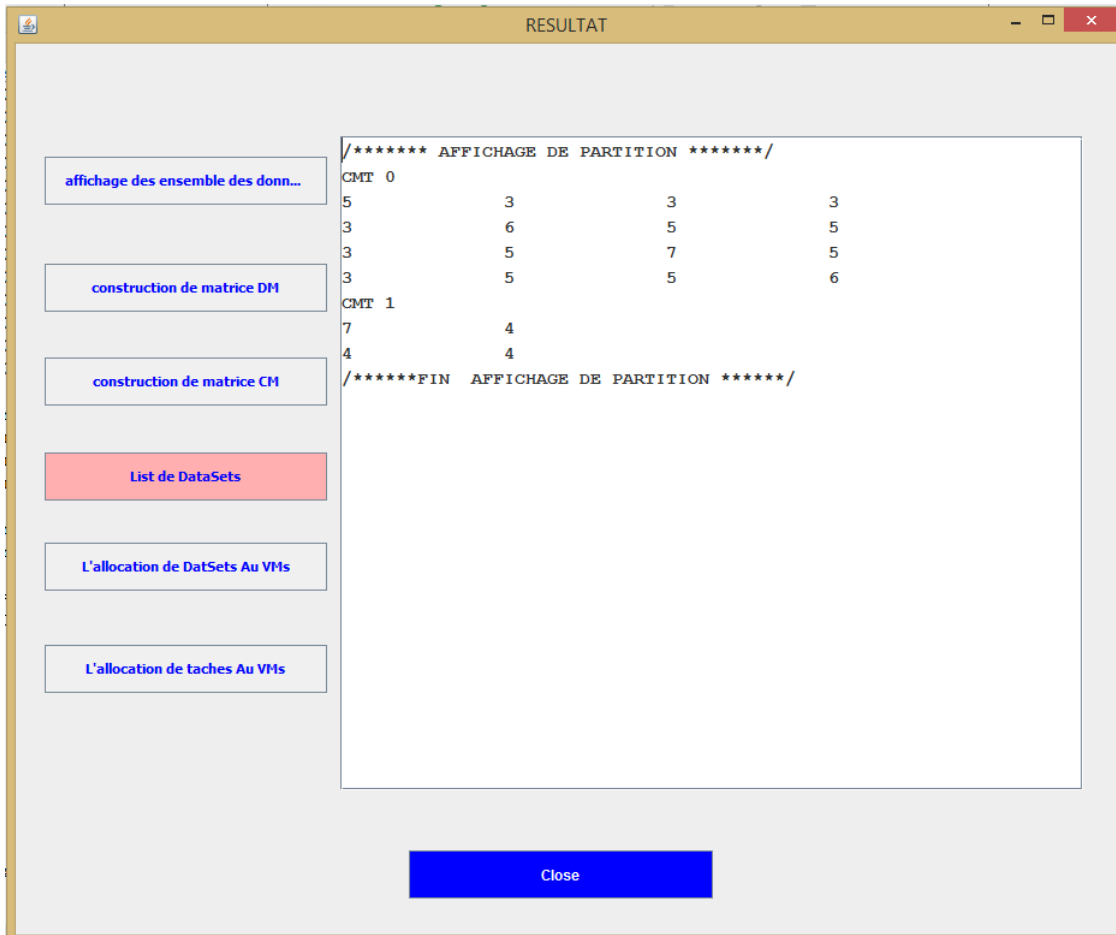 RESULTAT
affichage des ensemble des donn...
construction de matrice DM
construction de matrice CM
List de DataSets
L'allocation de DatSets Au VMs
L'allocation de taches Au VMs
/******* AFFICHAGE DE PARTITION *******/
CMT 0
5 3 3 3
3 6 5 5
3 5 7 5
3 5 5 6
CMT 1
7 4
4 4
/******FIN  AFFICHAGE DE PARTITION ******/
Close